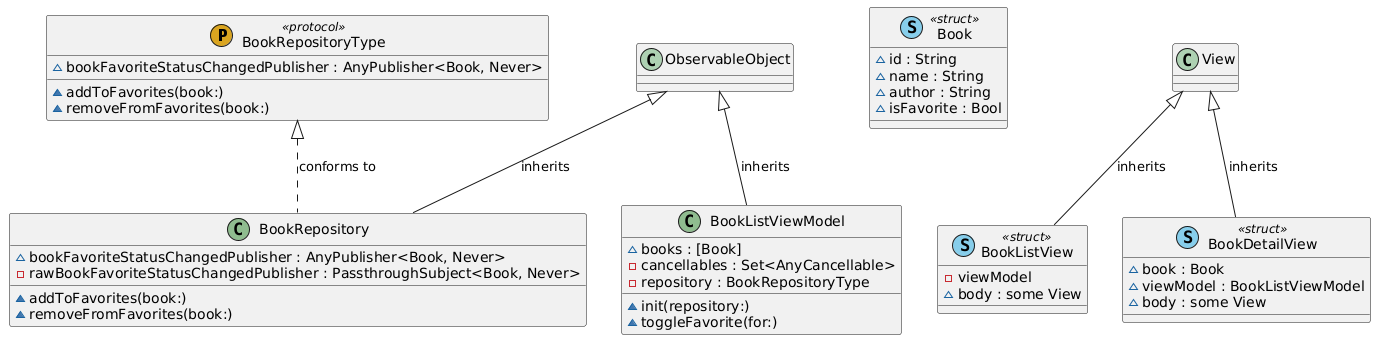 P
«protocol»
BookRepositoryType
bookFavoriteStatusChangedPublisher : AnyPublisher<Book, Never>
addToFavorites(book:)
removeFromFavorites(book:)
C ObservableObject
S
«struct»
Book
id : String
name : String
author : String
isFavorite : Bool
C View
conforms to
inherits
inherits
inherits
inherits
C BookRepository
bookFavoriteStatusChangedPublisher : AnyPublisher<Book, Never>
rawBookFavoriteStatusChangedPublisher : PassthroughSubject<Book, Never>
addToFavorites(book:)
removeFromFavorites(book:)
C BookListViewModel
books : [Book]
cancellables : Set<AnyCancellable>
repository : BookRepositoryType
init(repository:)
toggleFavorite(for:)
S
«struct»
BookListView
viewModel
body : some View
S
«struct»
BookDetailView
book : Book
viewModel : BookListViewModel
body : some View